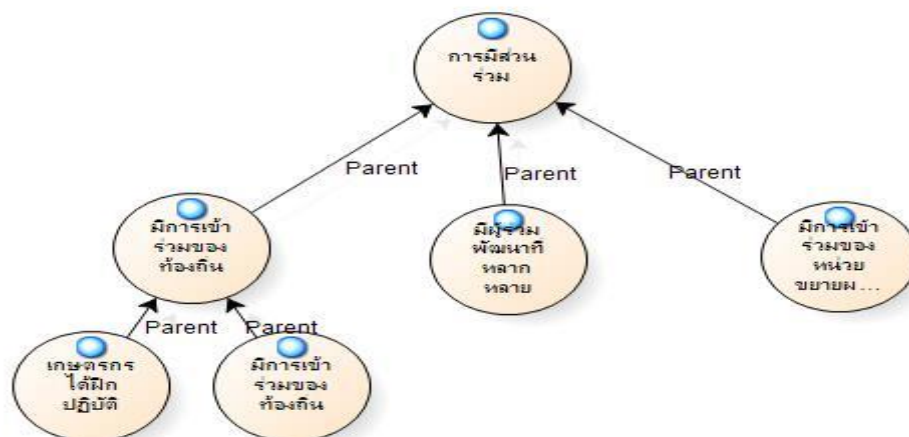 การมีส่วน
ร่วม
Parent
Parent
Parent
มีการเข้า
ร่วมของ
ท้องถิ่น
มีผู้ร่วม
พัฒนาที่
หลาก
หลาย
มีการเข้า
ร่วมของ
หน่วย
ขยายผ...
Parent
Parent
เกษตรกร
ได้ฝึก
ปฏิบัติ
มีการเข้า
ร่วมของ
ท้องถิ่น